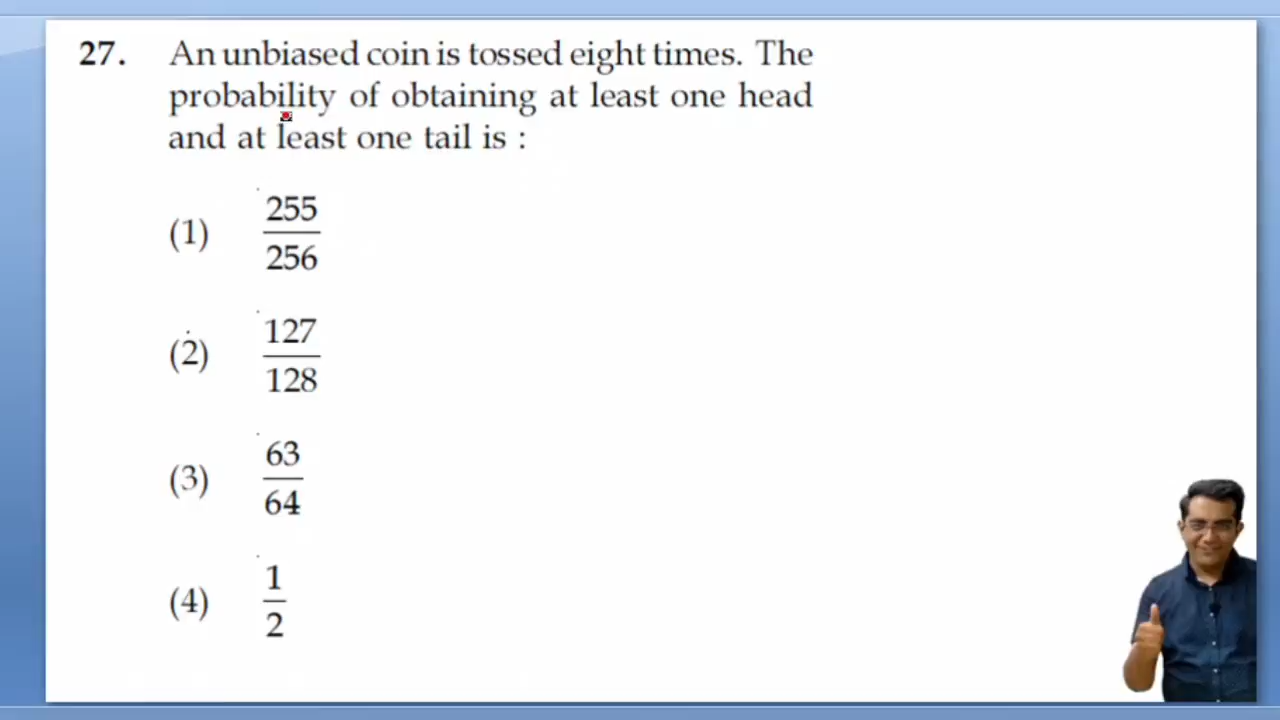 27. An unbiased coin is tossed eight times. The
probability of obtaining at least one head
and at least one tail is :
(1) 255/256
(2) 127/128
(3) 63/64
(4) 1/2